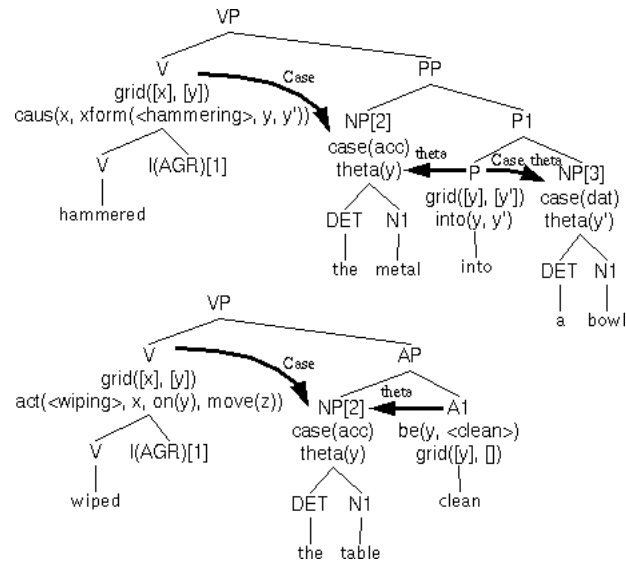 VP
V Case PP
grid([x], [y])
caus(x, xform(<hammering>, y, y'))
NP[2] P1
case(acc) theta Case, theta
theta(y) P NP[3]
V I(AGR)[1] grid([y], [y']) case(dat)
into(y, y') theta(y')
hammered DET N1
the metal into DET N1
a bowl
VP
V Case AP
grid([x], [y])
act(<wiping>, x, on(y), move(z))
theta
NP[2] A1
case(acc) be(y, <clean>)
V I(AGR)[1] theta(y) grid([y], [])
wiped DET N1 clean
the table